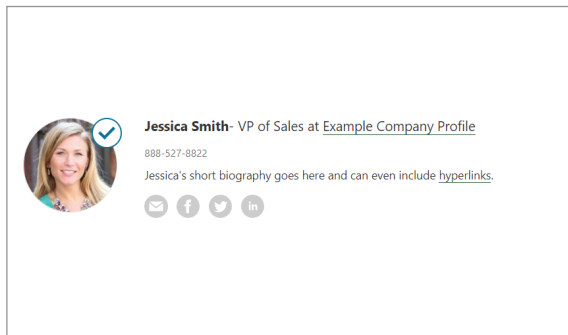 Jessica Smith- VP of Sales at Example Company Profile
888-527-8822
Jessica's short biography goes here and can even include hyperlinks.
in